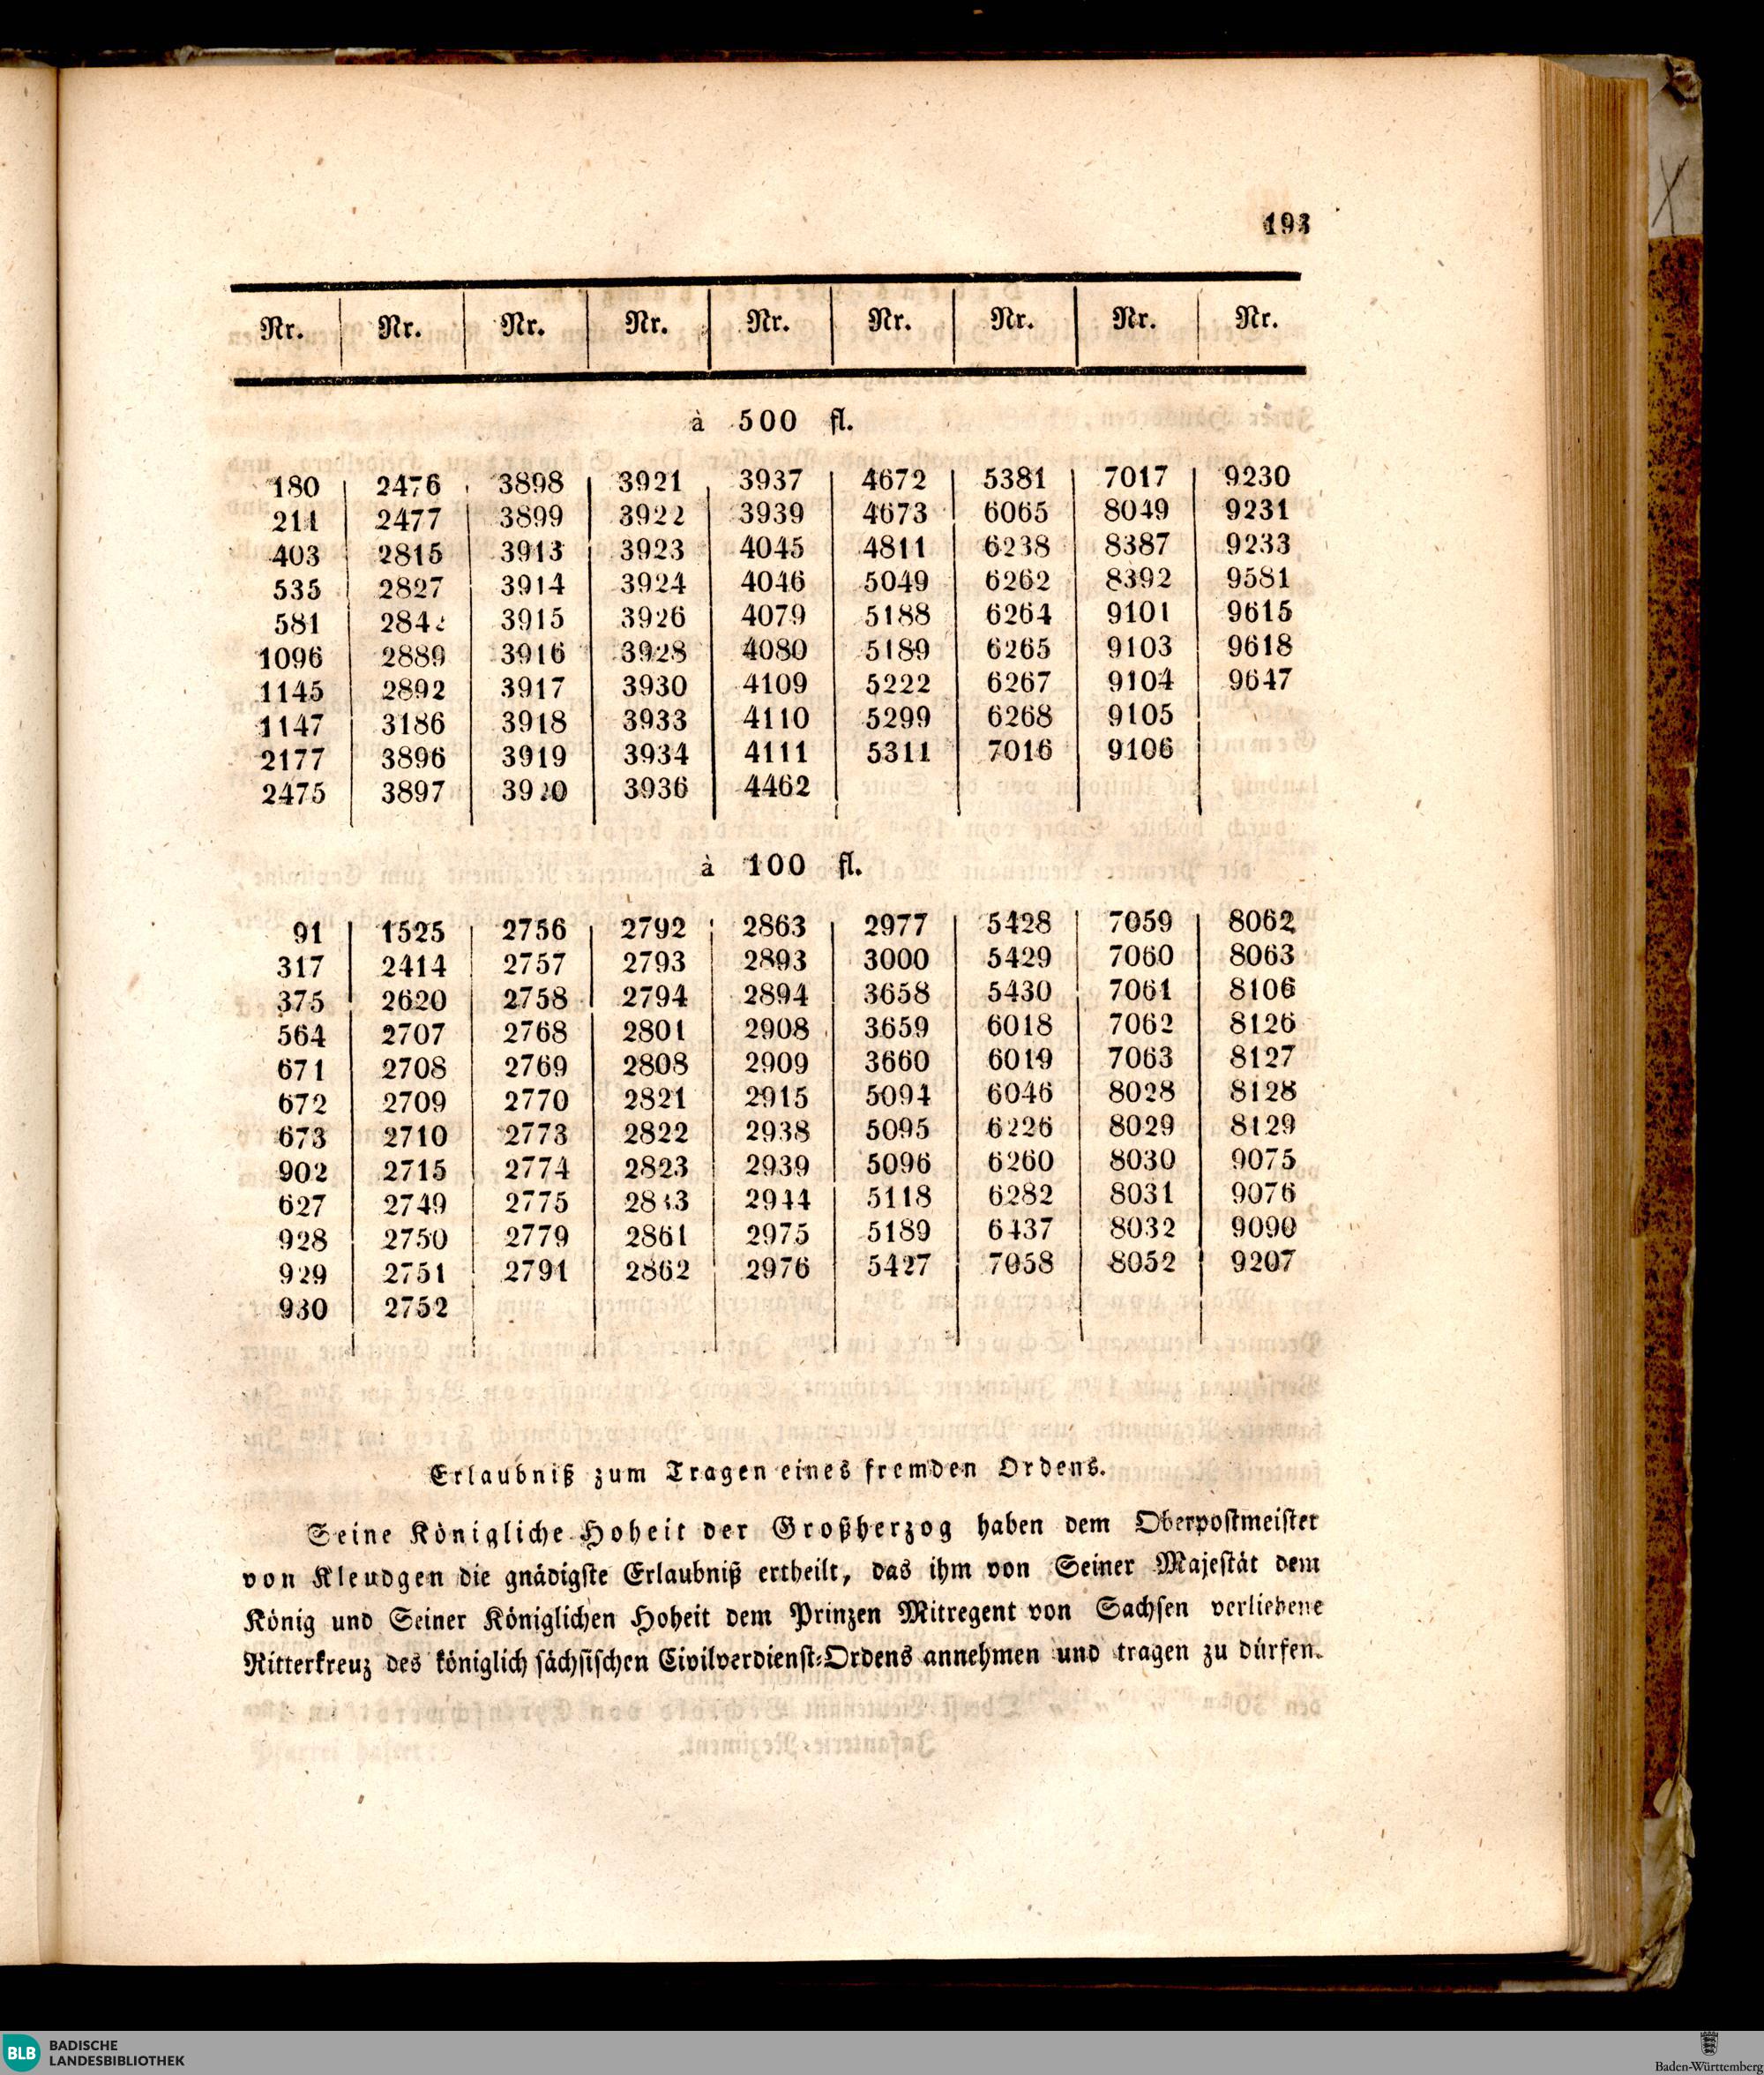 193
Nr. Nr. Nr. Nr. Nr. Nr. Nr. Nr. Nr.
à 500 fl.
180 2476 3898 3921 3937 4672 5381 7017 9230
211 2477 3899 3922 3939 4673 6065 8049 9231
403 2815 3913 3923 4045 4811 6238 8387 9233
535 2827 3914 3924 4046 5049 6262 8392 9581
581 3915 3926 4079 5188 6264 9101 9615
1096 2889 3916 3928 4080 5189 6265 9103 9618
1145 2892 3917 3930 4109 5222 6267 9104 9647
1147 3186 3918 3933 4110 5299 6268 9105
2177 3896 3919 3934 4111 5311 7016 9106
2475 3897 3920 3936 4462
à 100 fl.
91 1525 2756 2792 2863 2977 5428 7059 8062
317 2414 2757 2793 2893 3000 5429 7060 8063
375 2620 2758 2794 2894 3658 5430 7061 8106
564 2707 2768 2801 2908 3659 6018 7062 8126
671 2708 2769 2808 2909 3660 6019 7063 8127
672 2709 2770 2821 2915 5094 6046 8028 8128
673 2710 2773 2822 2938 5095 6226 8029 8129
902 2715 2774 2823 2939 5096 6260 8030 9075
627 2749 2775 2944 5118 6282 8031 9076
928 2750 2779 2861 2975 5189 6437 8032 9090
929 2751 2791 2862 2976 5427 7058 8052 9207
930 2752
Erlaubniß zum Tragen eines fremden Ordens.
Seine Königliche Hoheit der Großherzog haben dem Oberpostmeister
von Kleudgen die gnädigste Erlaubniß ertheilt, das ihm von Seiner Majestät dem
König und Seiner Königlichen Hoheit dem Prinzen Mitregent von Sachsen verliehene
Ritterkreuz des königlich sächsischen Civilverdienst-Ordens annehmen und tragen zu dürfen.
BLB BADISCHE
LANDESBIBLIOTHEK
Baden-Württemberg